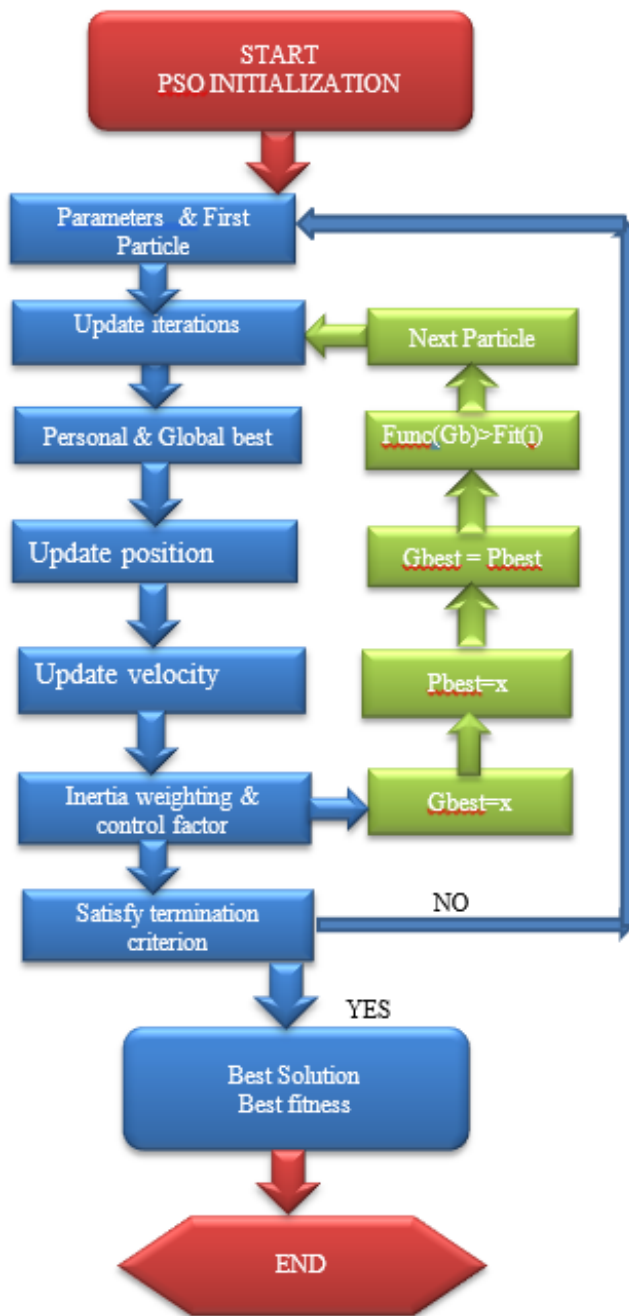 START
PSO INITIALIZATION
Parameters & First
Particle
Update iterations
Next Particle
Personal & Global best
Func(Gb)>Fit(i)
Update position
Gbest = Pbest
Update velocity
Pbest=x
Inertia weighting &
control factor
Gbest=x
Satisfy termination
criterion
NO
YES
Best Solution
Best fitness
END